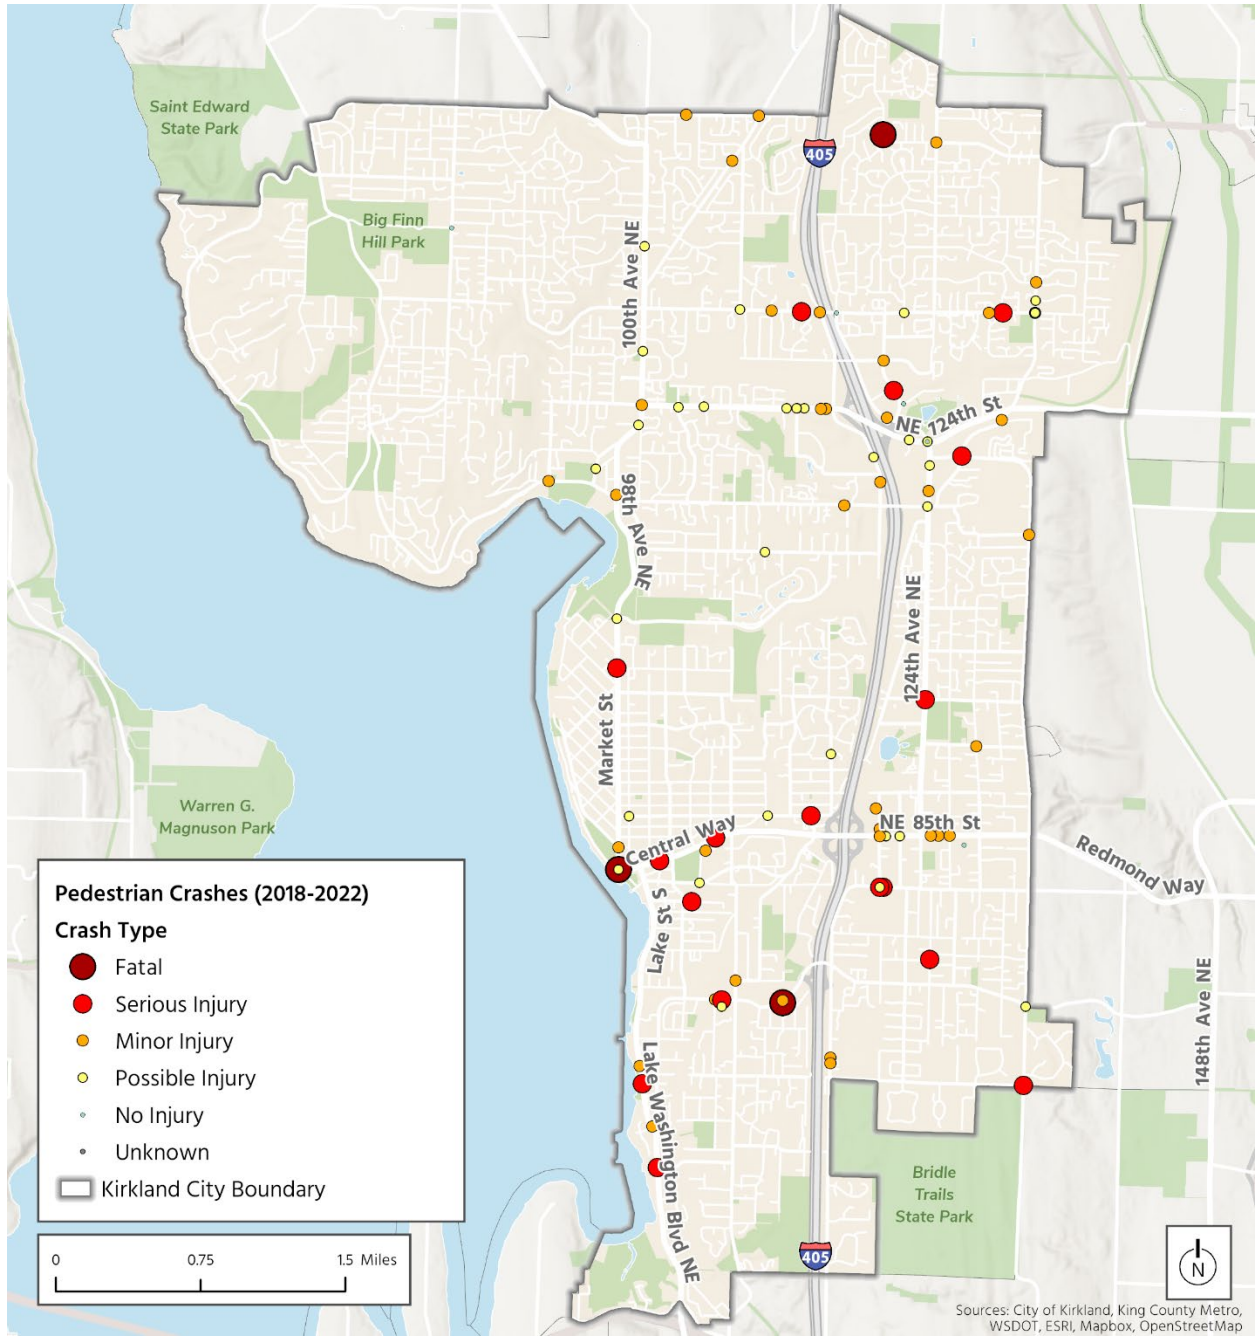 Saint Edward
State Park
405
Big Finn
Hill Park
100th Ave NE
NE 124th St
98th Ave NE
124th Ave NE
Market St
Warren G.
Magnuson Park
NE 85th St
Central Way
Redmond Way
Lake St S
148th Ave NE
Lake Washington Blvd NE
Bridle
Trails
State Park
405
Pedestrian Crashes (2018-2022)
Crash Type
Fatal
Serious Injury
Minor Injury
Possible Injury
No Injury
Unknown
Kirkland City Boundary
0 0.75 1.5 Miles
N
Sources: City of Kirkland, King County Metro,
WSDOT, ESRI, Mapbox, OpenStreetMap